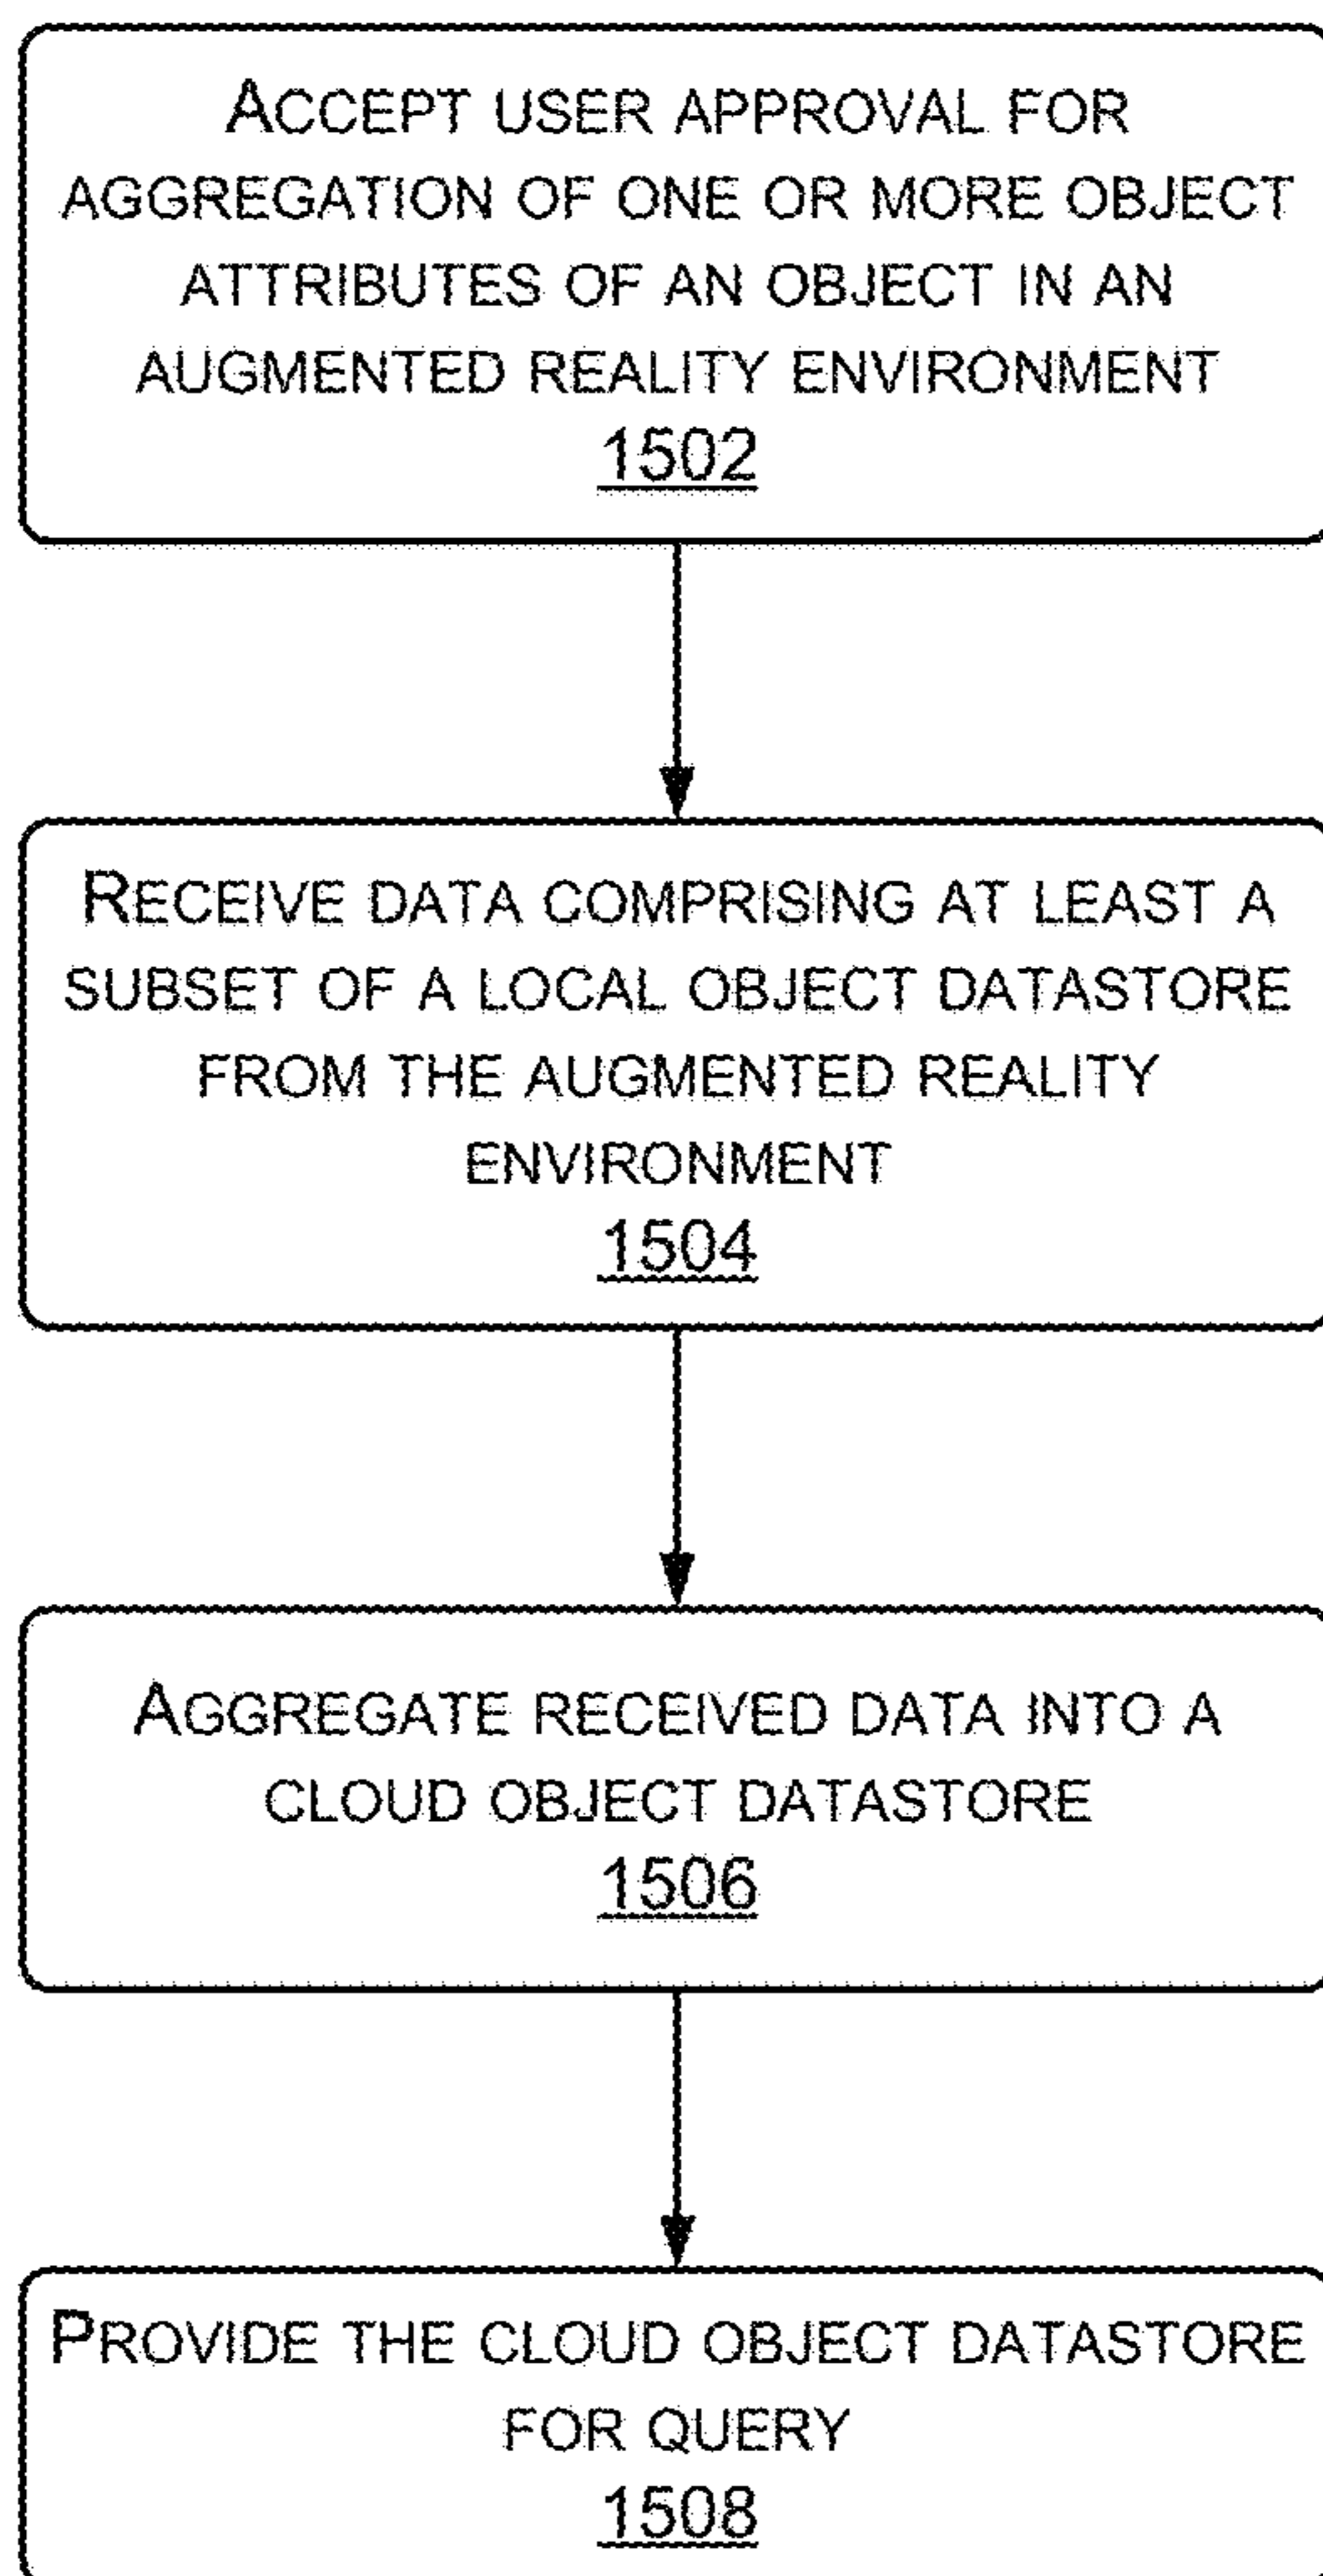 ACCEPT USER APPROVAL FOR
AGGREGATION OF ONE OR MORE OBJECT
ATTRIBUTES OF AN OBJECT IN AN
AUGMENTED REALITY ENVIRONMENT
1502
RECEIVE DATA COMPRISING AT LEAST A
SUBSET OF A LOCAL OBJECT DATASTORE
FROM THE AUGMENTED REALITY
ENVIRONMENT
1504
AGGREGATE RECEIVED DATA INTO A
CLOUD OBJECT DATASTORE
1506
PROVIDE THE CLOUD OBJECT DATASTORE
FOR QUERY
1508